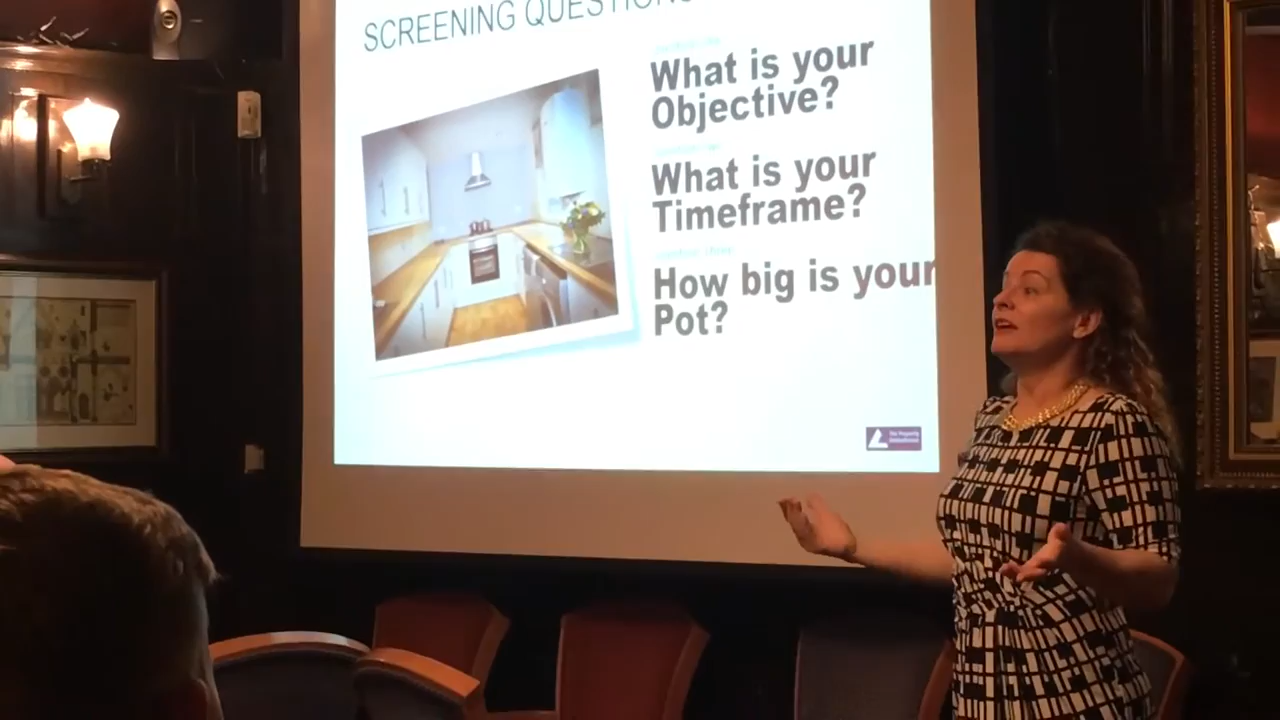 SCREENING QUESTIONS
What is your
Objective?
What is your
Timeframe?
How big is your
Pot?